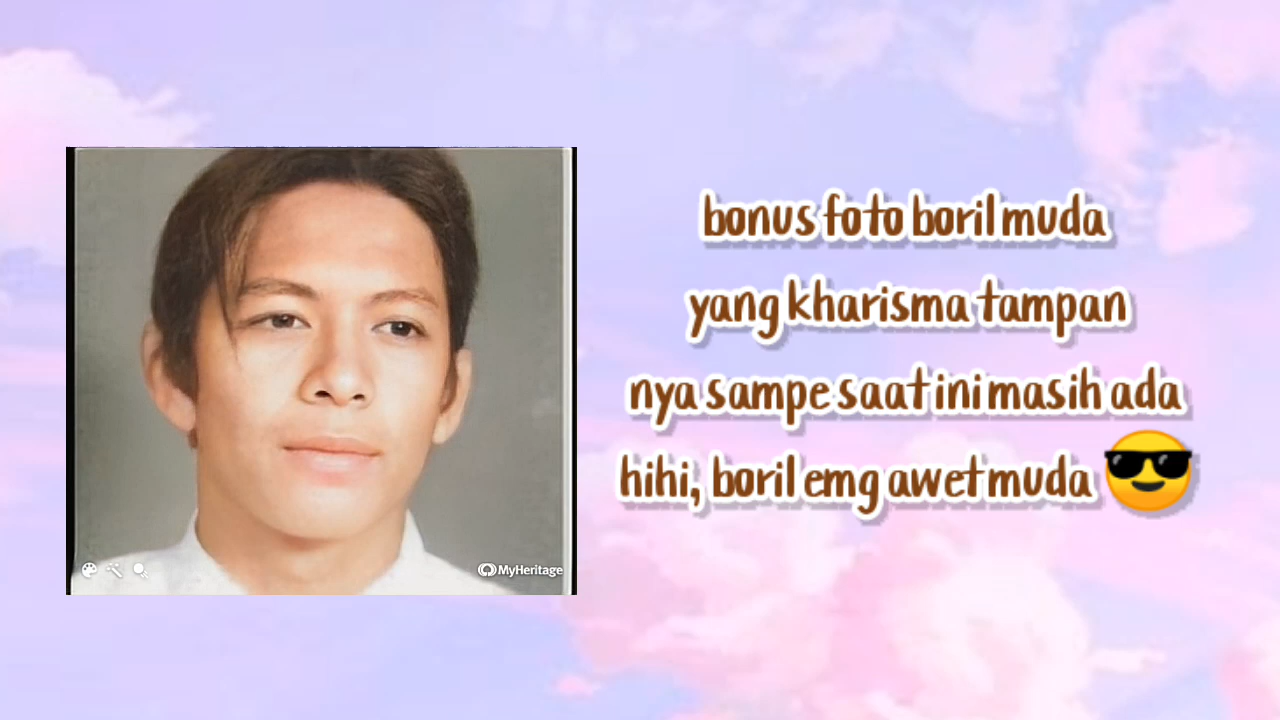 bonus foto boril muda
yang kharisma tampan
nya sampe saat ini masih ada
hihi, boril emg awet muda 😎
MyHeritage